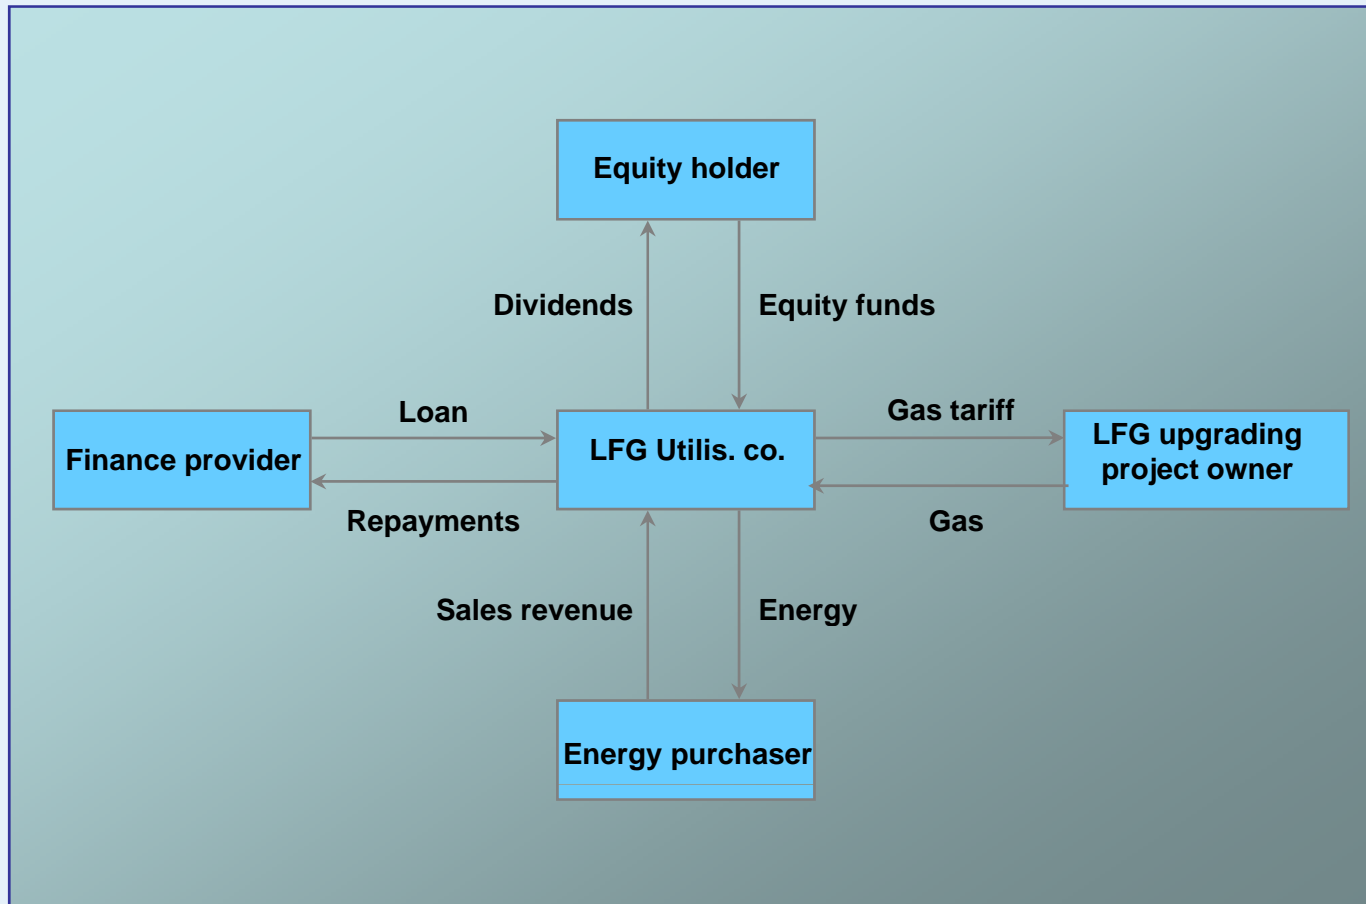 Equity holder
Dividends
Equity funds
Loan
Gas tariff
Finance provider
LFG Utilis. co.
LFG upgrading
project owner
Repayments
Gas
Sales revenue
Energy
Energy purchaser